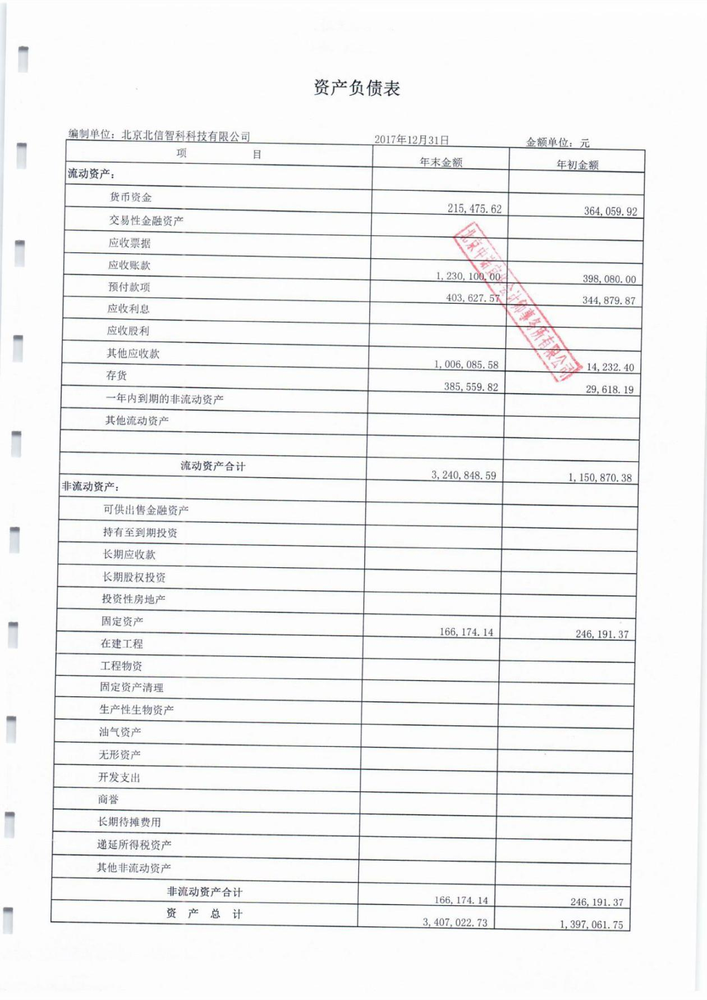 资产负债表
编制单位：北京北信智科科技有限公司 2017年12月31日 金额单位：元
项 目 年末金额 年初金额
流动资产：
货币资金 215,475.62 364,059.92
交易性金融资产
应收票据
应收账款 1,230,100.00 398,080.00
预付款项 403,627.57 344,879.87
应收利息
应收股利
其他应收款 1,006,085.58 14,232.40
存货 385,559.82 29,618.19
一年内到期的非流动资产
其他流动资产
流动资产合计 3,240,848.59 1,150,870.38
非流动资产：
可供出售金融资产
持有至到期投资
长期应收款
长期股权投资
投资性房地产
固定资产 166,174.14 246,191.37
在建工程
工程物资
固定资产清理
生产性生物资产
油气资产
无形资产
开发支出
商誉
长期待摊费用
递延所得税资产
其他非流动资产
非流动资产合计 166,174.14 246,191.37
资 产 总 计 3,407,022.73 1,397,061.75
会计师事务所有限公司